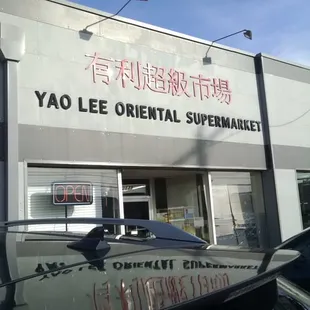 有利超級市場
YAO LEE ORIENTAL SUPERMARKET
OPEN